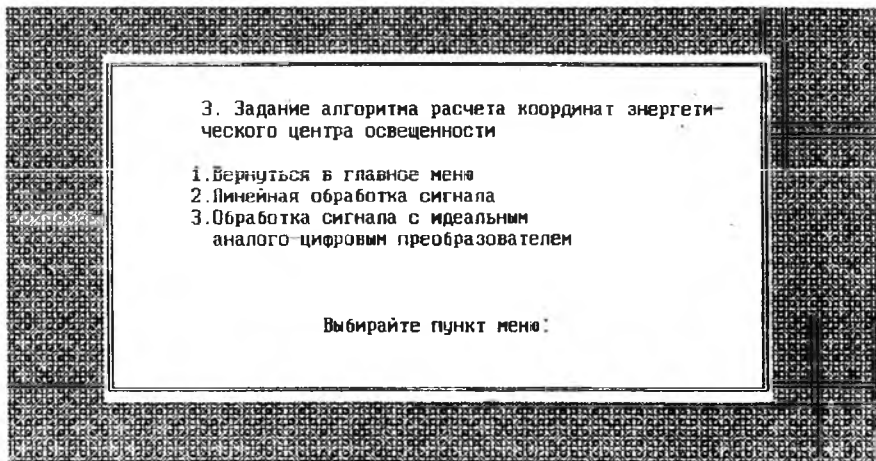 3. Задание алгоритма расчета координат энергети-
ческого центра освещенности
1.Вернуться в главное меню
2.Линейная обработка сигнала
3.Обработка сигнала с идеальным
аналого-цифровым преобразователем
Выбирайте пункт меню: